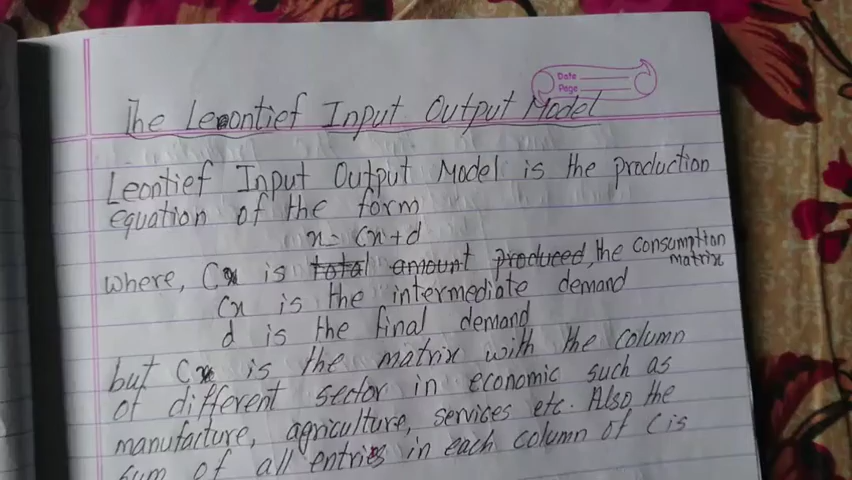 Date
Page
The Leontief Input Output Model
Leontief Input Output Model is the production
equation of the form
x = Cx + d
where, C is total amount produced, the consumption
matrix
Cx is the intermediate demand
d is the final demand
but C is the matrix with the column
of different sector in economic such as
manufacture, agriculture, services etc. Also the
sum of all entries in each column of C is